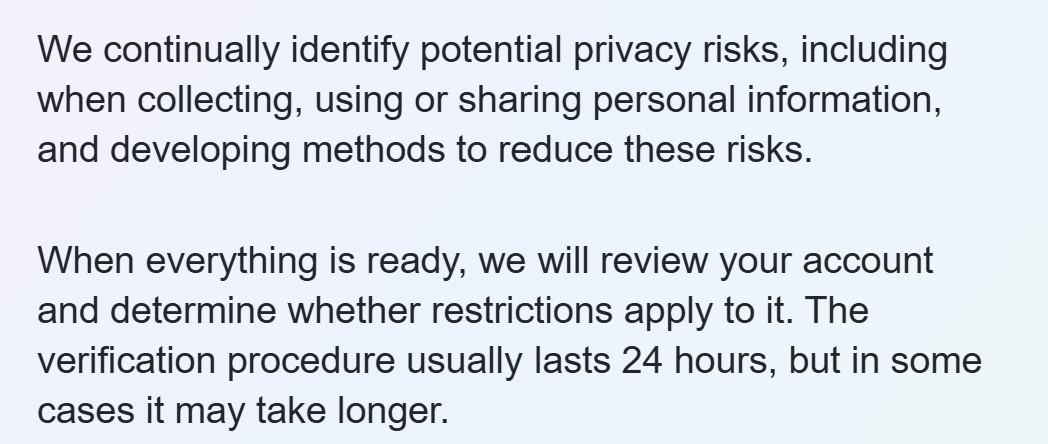 We continually identify potential privacy risks, including
when collecting, using or sharing personal information,
and developing methods to reduce these risks.
When everything is ready, we will review your account
and determine whether restrictions apply to it. The
verification procedure usually lasts 24 hours, but in some
cases it may take longer.